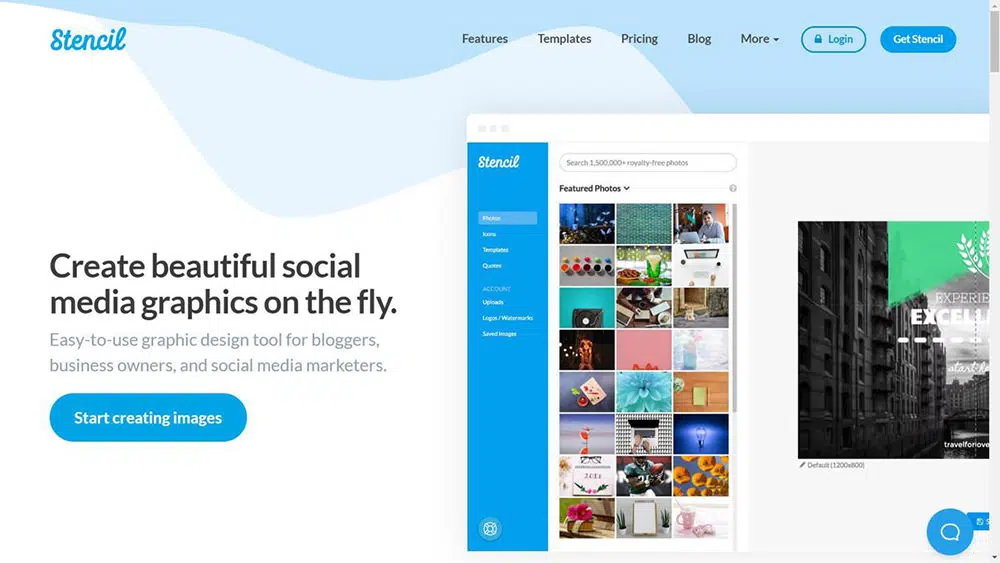 Stencil
Features
Templates
Pricing
Blog
More
Login
Get Stencil
Create beautiful social
media graphics on the fly.
Easy-to-use graphic design tool for bloggers,
business owners, and social media marketers.
Start creating images
Stencil
Photos
Icons
Templates
Quotes
ACCOUNT
Uploads
Logos / Watermarks
Saved Images
Search 1,500,000+ royalty-free photos
Featured Photos
EXPERIE
EXCELL
start he
travelforlove
Default (1200x800)
S